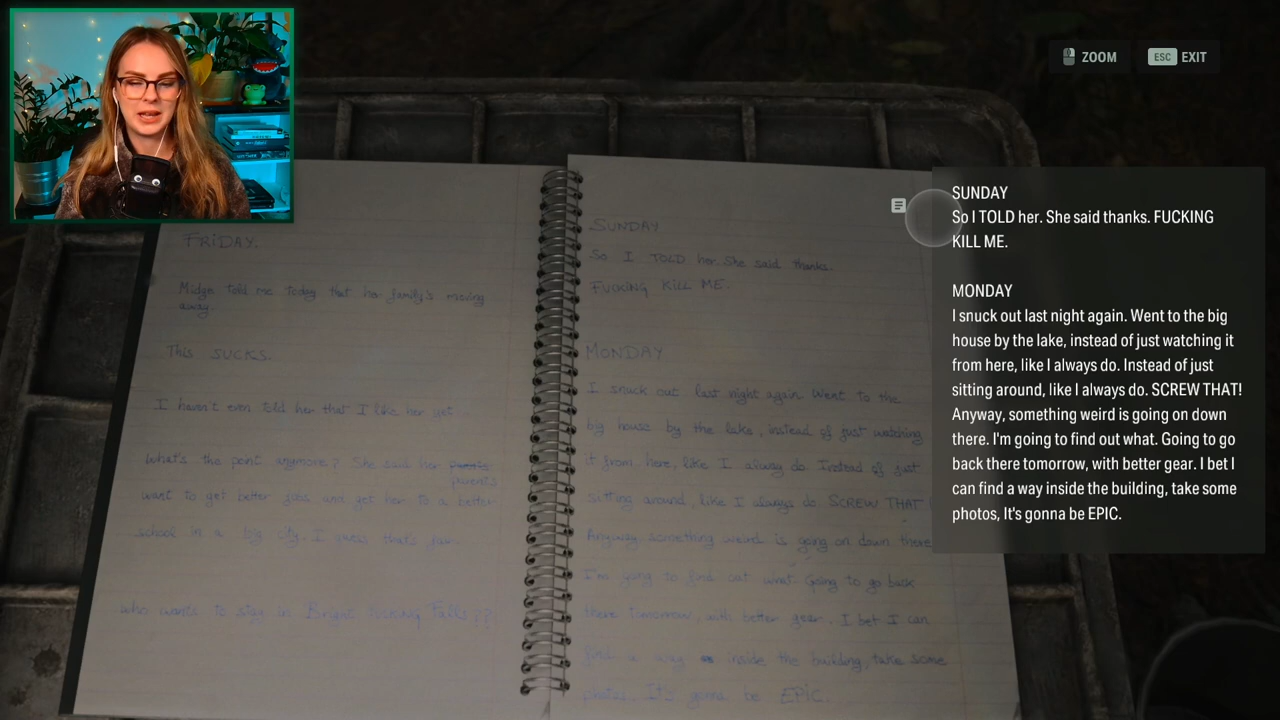 ZOOM
ESC EXIT
FRIDAY.
Midge told me today that her family's moving
away.
This SUCKS.
I haven't even told her that I like her yet
What's the point anymore? She said her parents
want to get better jobs and get her to a better
school in a big city. I guess that's fair.
who wants to stay in Bright fucking Falls??
SUNDAY
So I TOLD her. She said thanks.
FUCKING KILL ME.
MONDAY
I snuck out last night again. Went to the
big house by the lake, instead of just watching
it from here, like I always do. Instead of just
sitting around, like I always do. SCREW THAT!
Anyway something weird is going on down there
I'm going to find out what. Going to go back
there tomorrow, with better gear. I bet I can
find a way inside the building, take some
photos, It's gonna be EPIC.
SUNDAY
So I TOLD her. She said thanks. FUCKING
KILL ME.
MONDAY
I snuck out last night again. Went to the big
house by the lake, instead of just watching it
from here, like I always do. Instead of just
sitting around, like I always do. SCREW THAT!
Anyway, something weird is going on down
there. I'm going to find out what. Going to go
back there tomorrow, with better gear. I bet I
can find a way inside the building, take some
photos, It's gonna be EPIC.